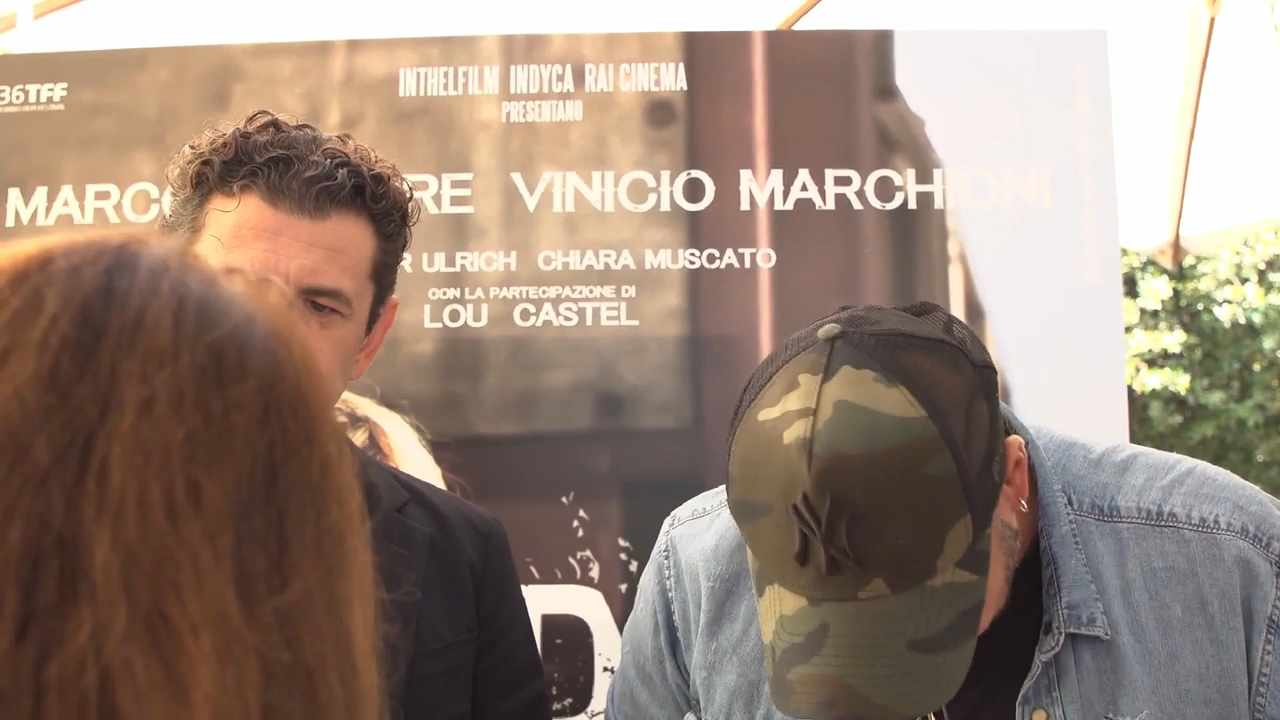 36TFF
INTHELFILM INDYCA RAI CINEMA
PRESENTANO
MARCO RE VINICIO MARCHIONI
R ULRICH CHIARA MUSCATO
CON LA PARTECIPAZIONE DI
LOU CASTEL
D
NY